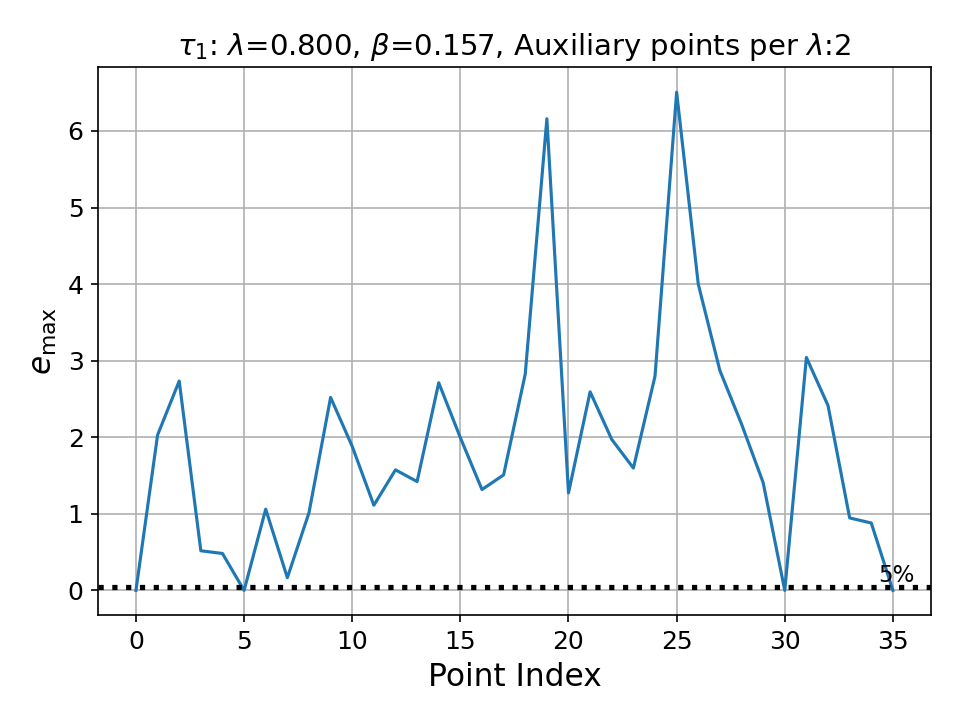 τ₁: λ=0.800, β=0.157, Auxiliary points per λ:2
e_max
6
5
4
3
2
1
0
5%
0 5 10 15 20 25 30 35
Point Index